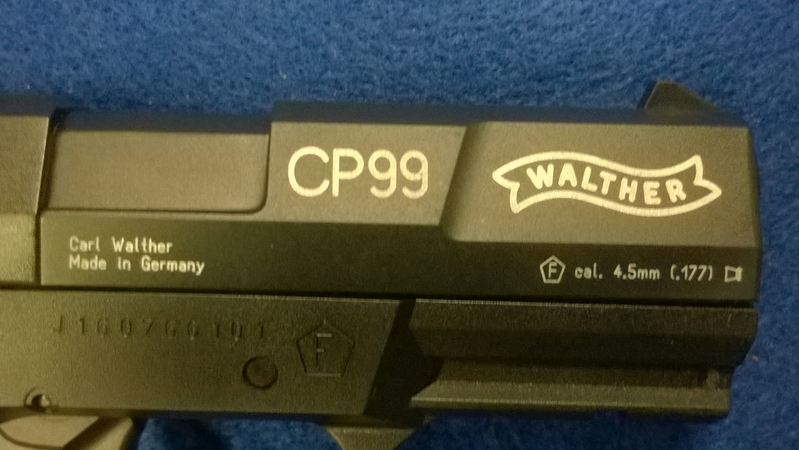 CP99
WALTHER
Carl Walther
Made in Germany
F cal. 4.5mm (.177)
F